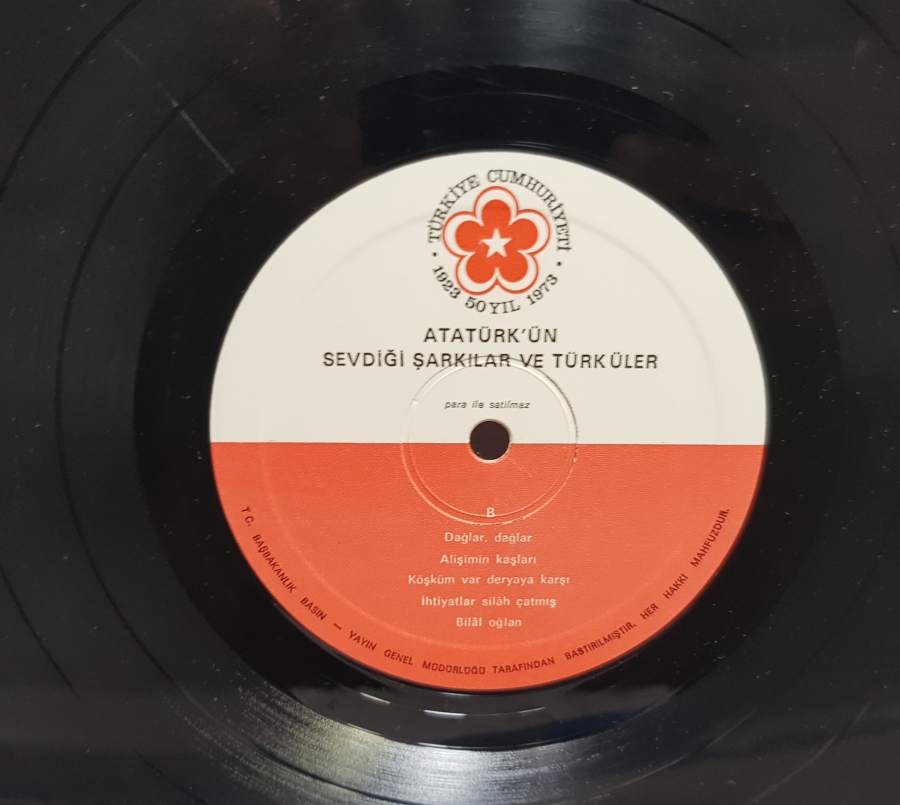 • TÜRKİYE CUMHURİYETİ •
1923 50 YIL 1973
ATATÜRK'ÜN
SEVDİĞİ ŞARKILAR VE TÜRKÜLER
para ile satilmaz
B
Dağlar, dağlar
Alişimin kaşları
Köşküm var deryaya karşı
İhtiyatlar silâh çatmış
Bilâl oğlan
T.C. BAŞBAKANLIK BASIN — YAYIN GENEL MÜDÜRLÜĞÜ TARAFINDAN BASTIRILMIŞTIR. HER HAKKI MAHFUZDUR.